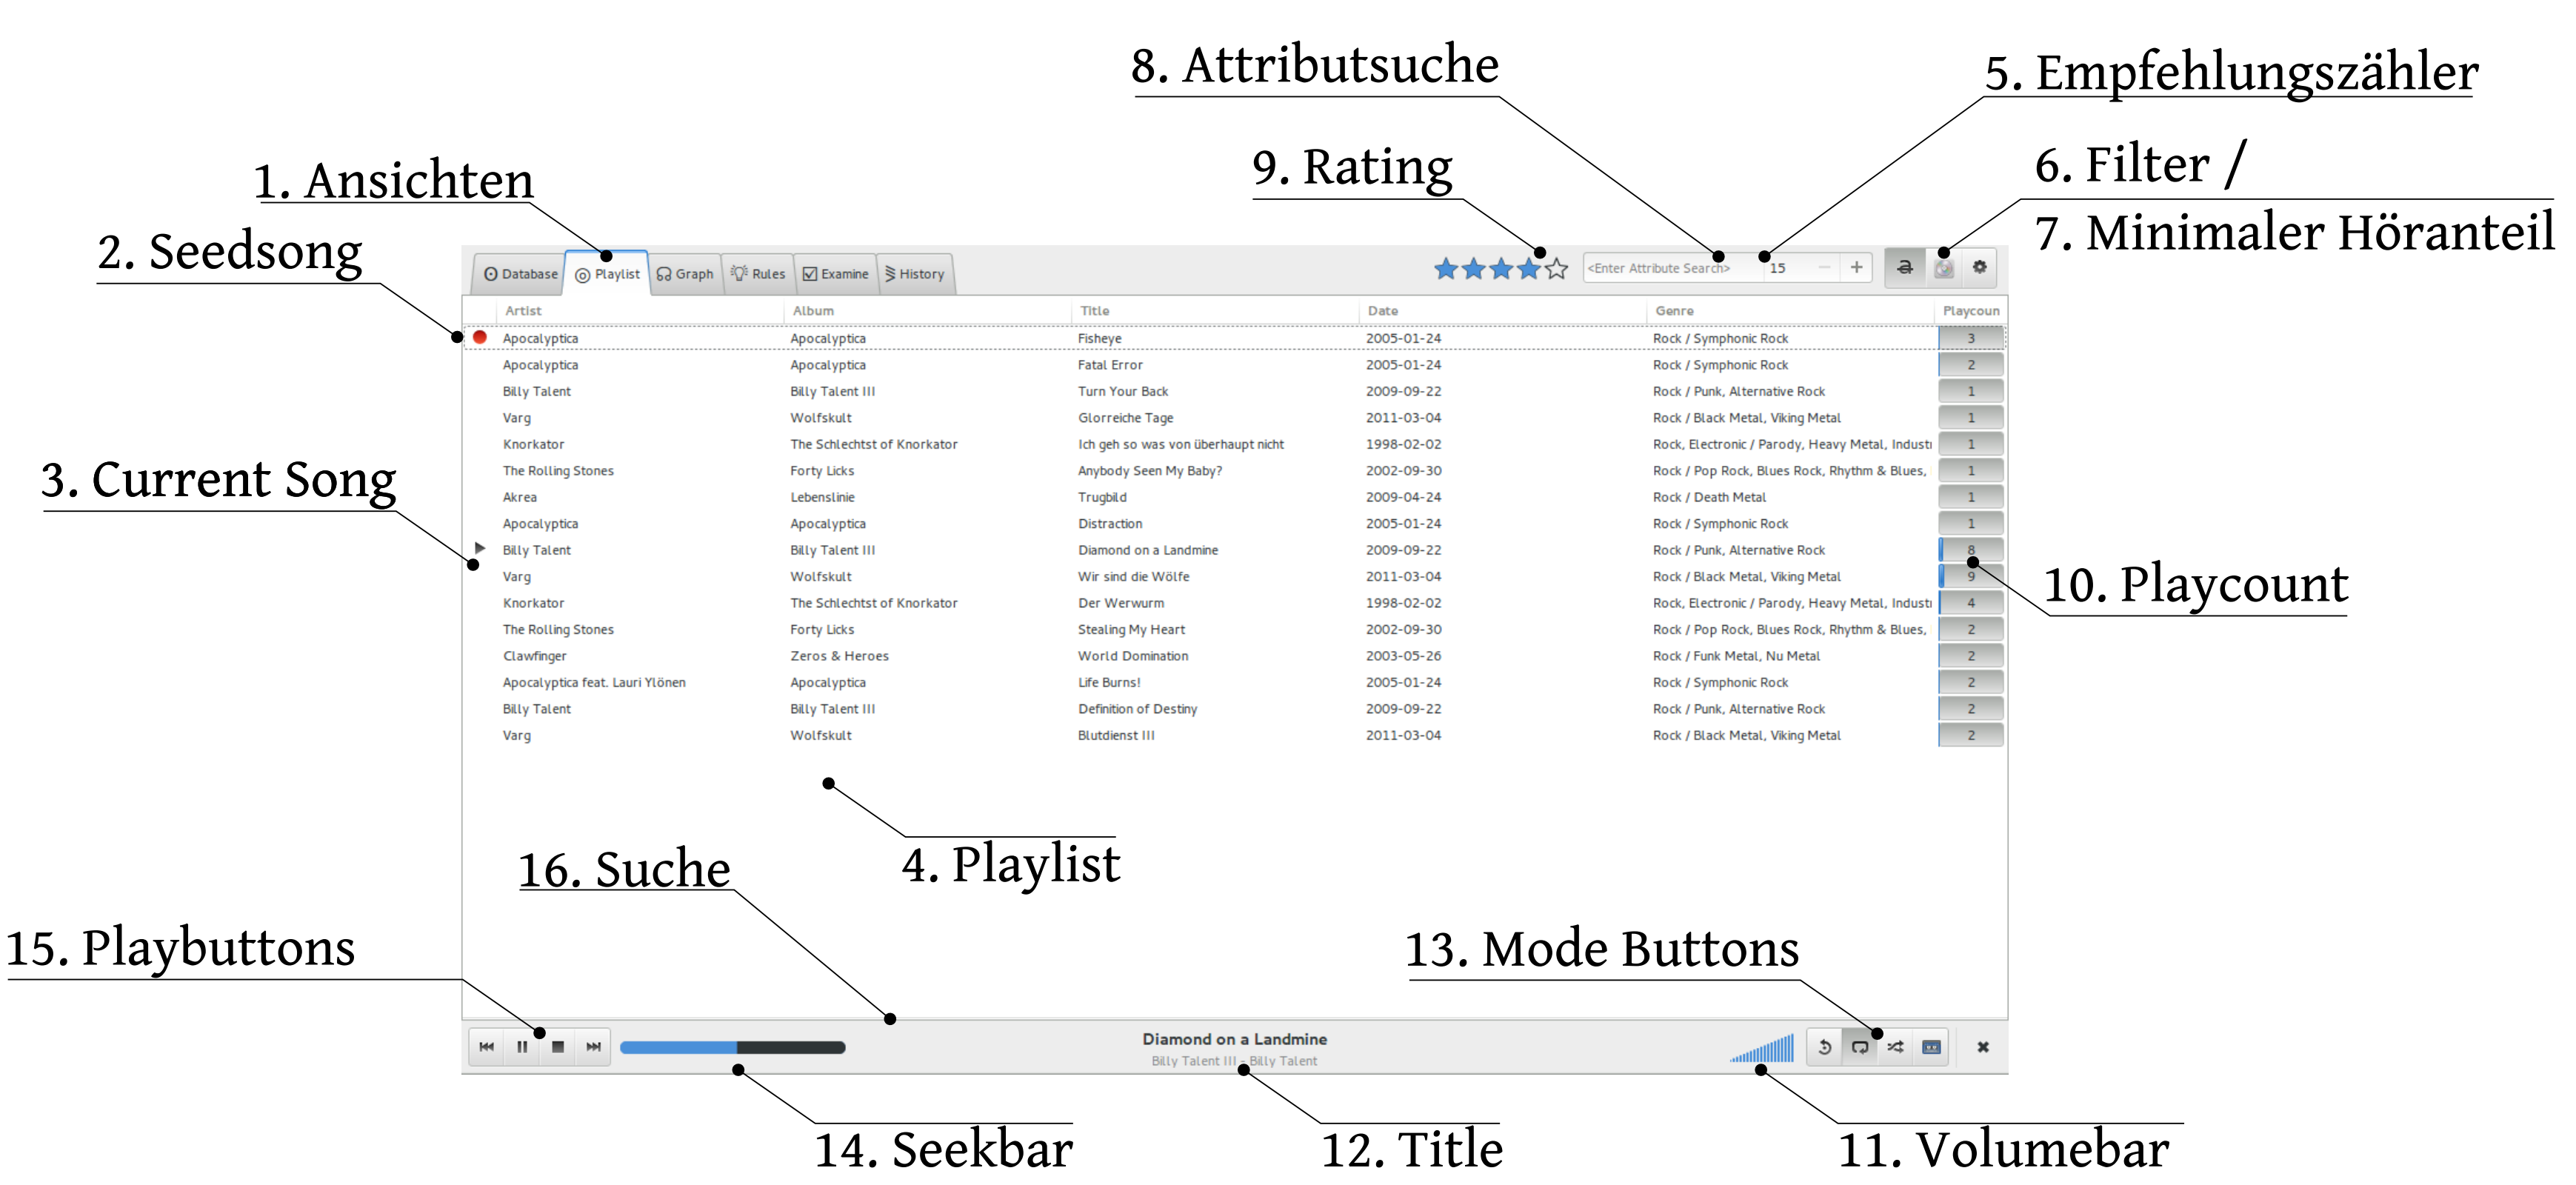 8. Attributsuche
5. Empfehlungszähler
9. Rating
6. Filter /
7. Minimaler Höranteil
1. Ansichten
2. Seedsong
Database Playlist Graph Rules Examine History
<Enter Attribute Search> 15 − + a
Artist Album Title Date Genre Playcoun
Apocalyptica Apocalyptica Fisheye 2005-01-24 Rock / Symphonic Rock 3
Apocalyptica Apocalyptica Fatal Error 2005-01-24 Rock / Symphonic Rock 2
Billy Talent Billy Talent III Turn Your Back 2009-09-22 Rock / Punk, Alternative Rock 1
Varg Wolfskult Glorreiche Tage 2011-03-04 Rock / Black Metal, Viking Metal 1
Knorkator The Schlechtst of Knorkator Ich geh so was von überhaupt nicht 1998-02-02 Rock, Electronic / Parody, Heavy Metal, Industr 1
The Rolling Stones Forty Licks Anybody Seen My Baby? 2002-09-30 Rock / Pop Rock, Blues Rock, Rhythm & Blues, 1
Akrea Lebenslinie Trugbild 2009-04-24 Rock / Death Metal 1
Apocalyptica Apocalyptica Distraction 2005-01-24 Rock / Symphonic Rock 1
Billy Talent Billy Talent III Diamond on a Landmine 2009-09-22 Rock / Punk, Alternative Rock 8
Varg Wolfskult Wir sind die Wölfe 2011-03-04 Rock / Black Metal, Viking Metal 9
Knorkator The Schlechtst of Knorkator Der Werwurm 1998-02-02 Rock, Electronic / Parody, Heavy Metal, Industr 4
The Rolling Stones Forty Licks Stealing My Heart 2002-09-30 Rock / Pop Rock, Blues Rock, Rhythm & Blues, 2
Clawfinger Zeros & Heroes World Domination 2003-05-26 Rock / Funk Metal, Nu Metal 2
Apocalyptica feat. Lauri Ylönen Apocalyptica Life Burns! 2005-01-24 Rock / Symphonic Rock 2
Billy Talent Billy Talent III Definition of Destiny 2009-09-22 Rock / Punk, Alternative Rock 2
Varg Wolfskult Blutdienst III 2011-03-04 Rock / Black Metal, Viking Metal 2
3. Current Song
10. Playcount
4. Playlist
16. Suche
15. Playbuttons
13. Mode Buttons
Diamond on a Landmine
Billy Talent III - Billy Talent
14. Seekbar
12. Title
11. Volumebar